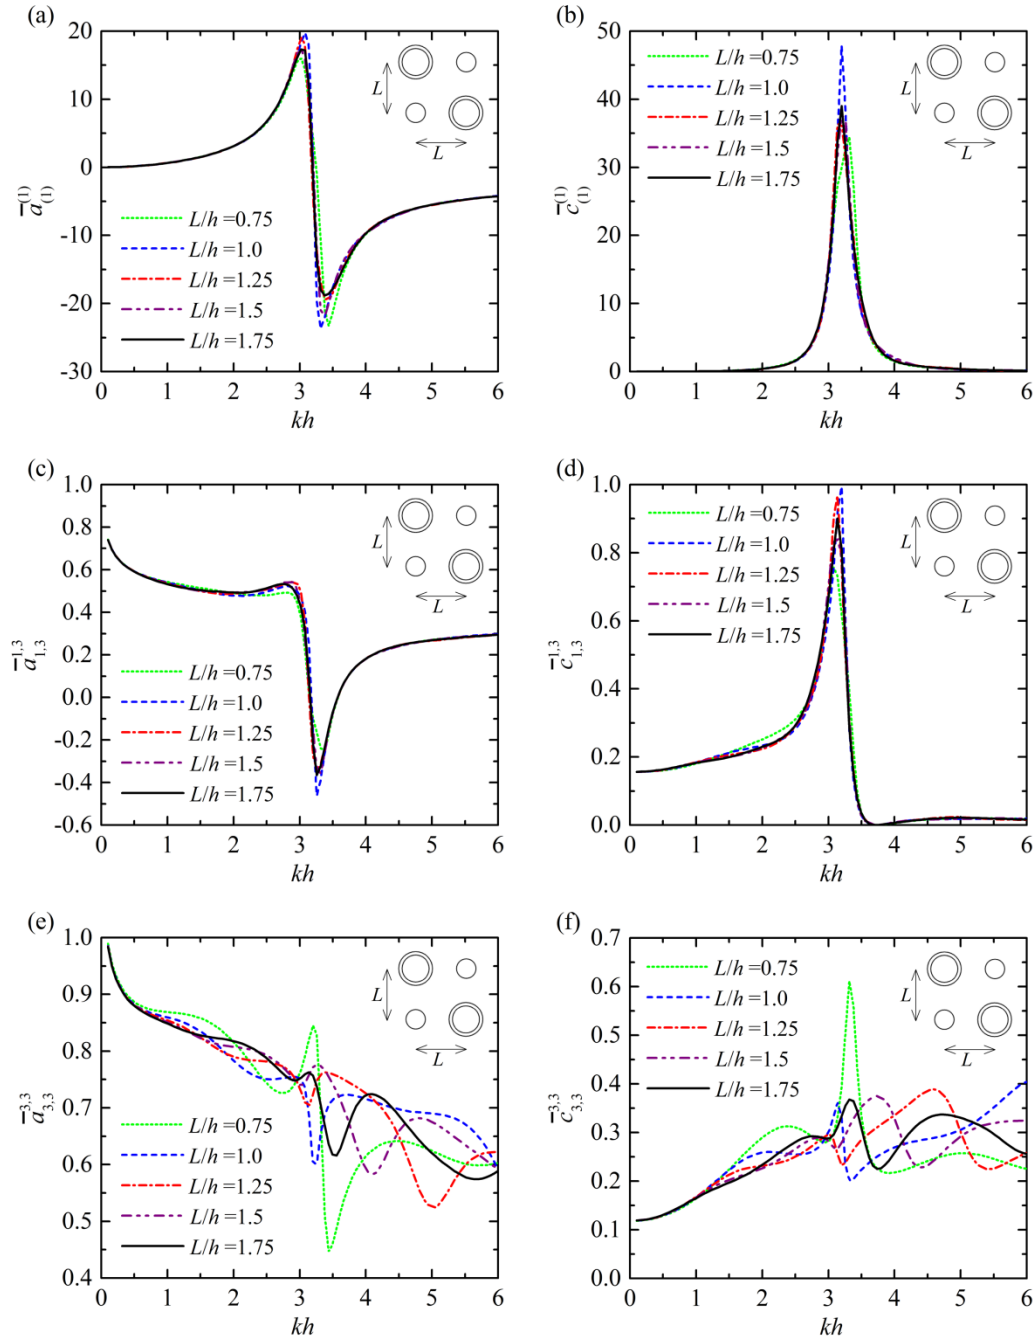 (a)
20
10
0
-10
-20
-30
a̅(1)(1)
L/h =0.75
L/h =1.0
L/h =1.25
L/h =1.5
L/h =1.75
L
L
0 1 2 3 4 5 6
kh
(b)
50
40
30
20
10
0
c̅(1)(1)
L/h =0.75
L/h =1.0
L/h =1.25
L/h =1.5
L/h =1.75
L
L
0 1 2 3 4 5 6
kh
(c)
1.0
0.8
0.6
0.4
0.2
0.0
-0.2
-0.4
-0.6
a̅1,31,3
L/h =0.75
L/h =1.0
L/h =1.25
L/h =1.5
L/h =1.75
L
L
0 1 2 3 4 5 6
kh
(d)
1.0
0.8
0.6
0.4
0.2
0.0
c̅1,31,3
L/h =0.75
L/h =1.0
L/h =1.25
L/h =1.5
L/h =1.75
L
L
0 1 2 3 4 5 6
kh
(e)
1.0
0.9
0.8
0.7
0.6
0.5
0.4
a̅3,33,3
L/h =0.75
L/h =1.0
L/h =1.25
L/h =1.5
L/h =1.75
L
L
0 1 2 3 4 5 6
kh
(f)
0.7
0.6
0.5
0.4
0.3
0.2
0.1
0.0
c̅3,33,3
L/h =0.75
L/h =1.0
L/h =1.25
L/h =1.5
L/h =1.75
L
L
0 1 2 3 4 5 6
kh